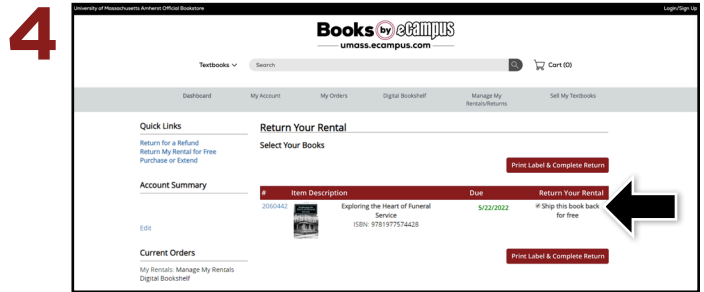 4
University of Massachusetts Amherst Official Bookstore
Login/Sign Up
Books by eCampus
umass.ecampus.com
Textbooks
Search
Cart (0)
Dashboard
My Account
My Orders
Digital Bookshelf
Manage My
Rentals/Returns
Sell My Textbooks
Quick Links
Return for a Refund
Return My Rental for Free
Purchase or Extend
Account Summary
Edit
Current Orders
My Rentals: Manage My Rentals
Digital Bookshelf
Return Your Rental
Select Your Books
Print Label & Complete Return
# Item Description Due Return Your Rental
2060442 Exploring the Heart of Funeral 5/22/2022 Ship this book back
Service for free
ISBN: 9781977574428
Print Label & Complete Return